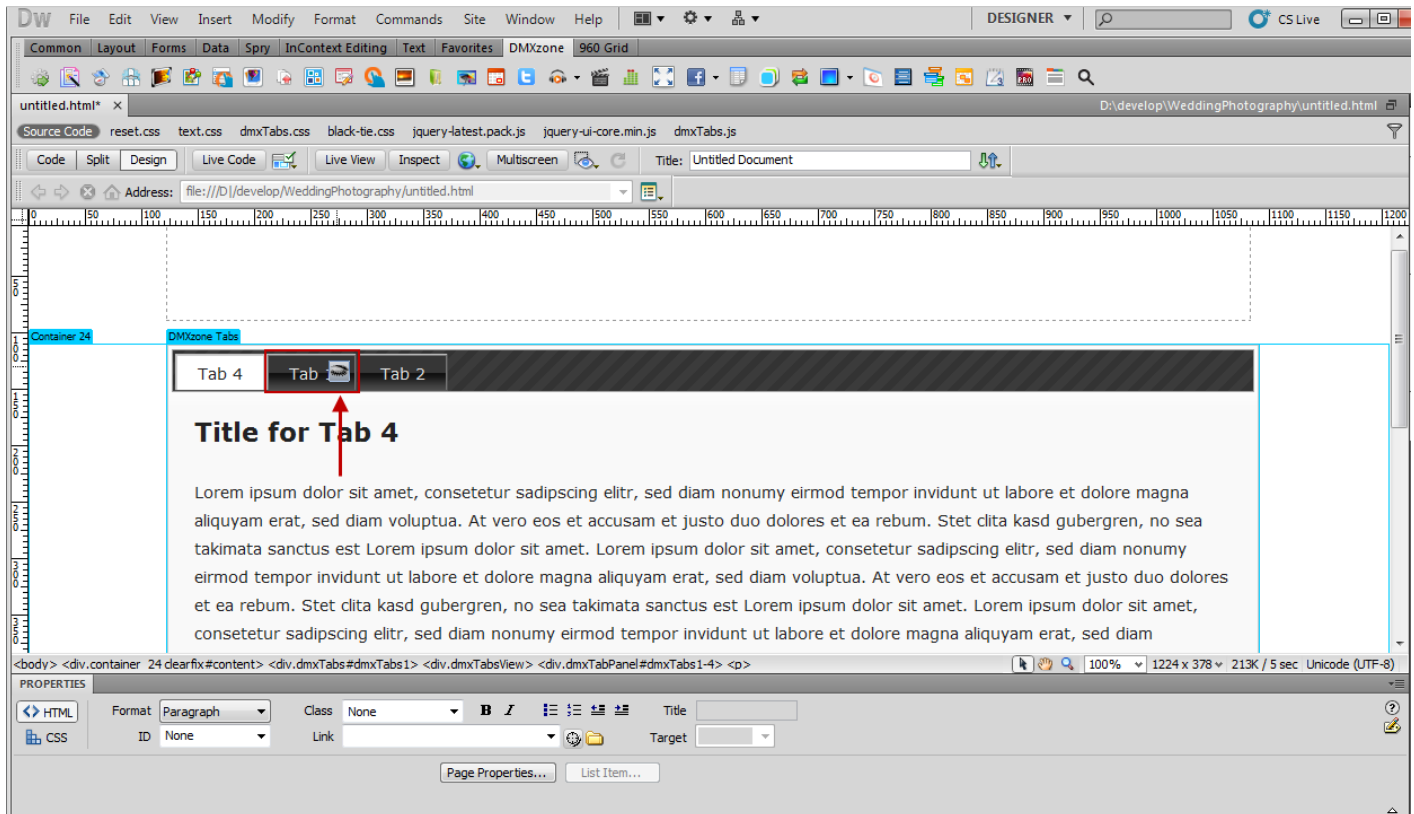 DW File Edit View Insert Modify Format Commands Site Window Help DESIGNER CS Live
Common Layout Forms Data Spry InContext Editing Text Favorites DMXzone 960 Grid
untitled.html* × D:\develop\WeddingPhotography\untitled.html
Source Code reset.css text.css dmxTabs.css black-tie.css jquery-latest.pack.js jquery-ui-core.min.js dmxTabs.js
Code Split Design Live Code Live View Inspect Multiscreen Title: Untitled Document
Address: file:///D|/develop/WeddingPhotography/untitled.html
0 50 100 150 200 250 300 350 400 450 500 550 600 650 700 750 800 850 900 950 1000 1050 1100 1150 1200
50
Container 24 DMXzone Tabs
100
Tab 4 Tab Tab 2
150
Title for Tab 4
200
Lorem ipsum dolor sit amet, consetetur sadipscing elitr, sed diam nonumy eirmod tempor invidunt ut labore et dolore magna
250
aliquyam erat, sed diam voluptua. At vero eos et accusam et justo duo dolores et ea rebum. Stet clita kasd gubergren, no sea
takimata sanctus est Lorem ipsum dolor sit amet. Lorem ipsum dolor sit amet, consetetur sadipscing elitr, sed diam nonumy
300
eirmod tempor invidunt ut labore et dolore magna aliquyam erat, sed diam voluptua. At vero eos et accusam et justo duo dolores
et ea rebum. Stet clita kasd gubergren, no sea takimata sanctus est Lorem ipsum dolor sit amet. Lorem ipsum dolor sit amet,
350
consetetur sadipscing elitr, sed diam nonumy eirmod tempor invidunt ut labore et dolore magna aliquyam erat, sed diam
<body> <div.container_24 clearfix#content> <div.dmxTabs#dmxTabs1> <div.dmxTabsView> <div.dmxTabPanel#dmxTabs1-4> <p> 100% 1224 x 378 213K / 5 sec Unicode (UTF-8)
PROPERTIES
<> HTML Format Paragraph Class None B I Title
CSS ID None Link Target
Page Properties... List Item...